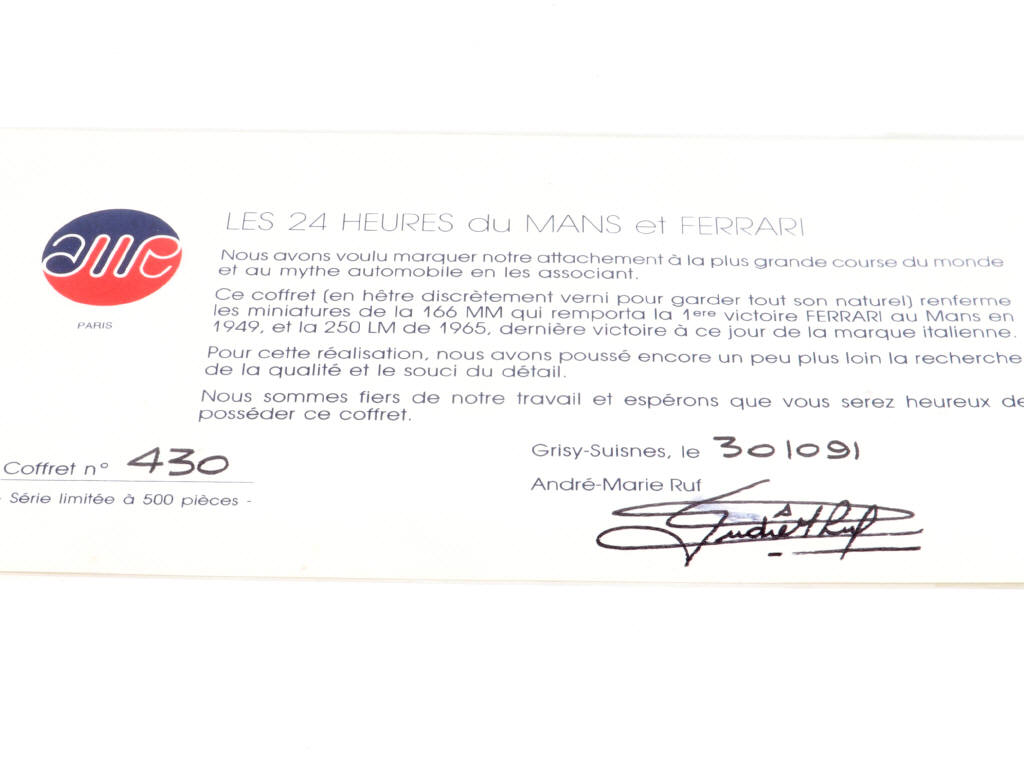 AMR
PARIS
LES 24 HEURES du MANS et FERRARI
Nous avons voulu marquer notre attachement à la plus grande course du monde
et au mythe automobile en les associant.
Ce coffret (en hêtre discrètement verni pour garder tout son naturel) renferme
les miniatures de la 166 MM qui remporta la 1ere victoire FERRARI au Mans en
1949, et la 250 LM de 1965, dernière victoire à ce jour de la marque italienne.
Pour cette réalisation, nous avons poussé encore un peu plus loin la recherche
de la qualité et le souci du détail.
Nous sommes fiers de notre travail et espérons que vous serez heureux de
posséder ce coffret.
Coffret n° 430
- Série limitée à 500 pièces -
Grisy-Suisnes, le 301091
André-Marie Ruf